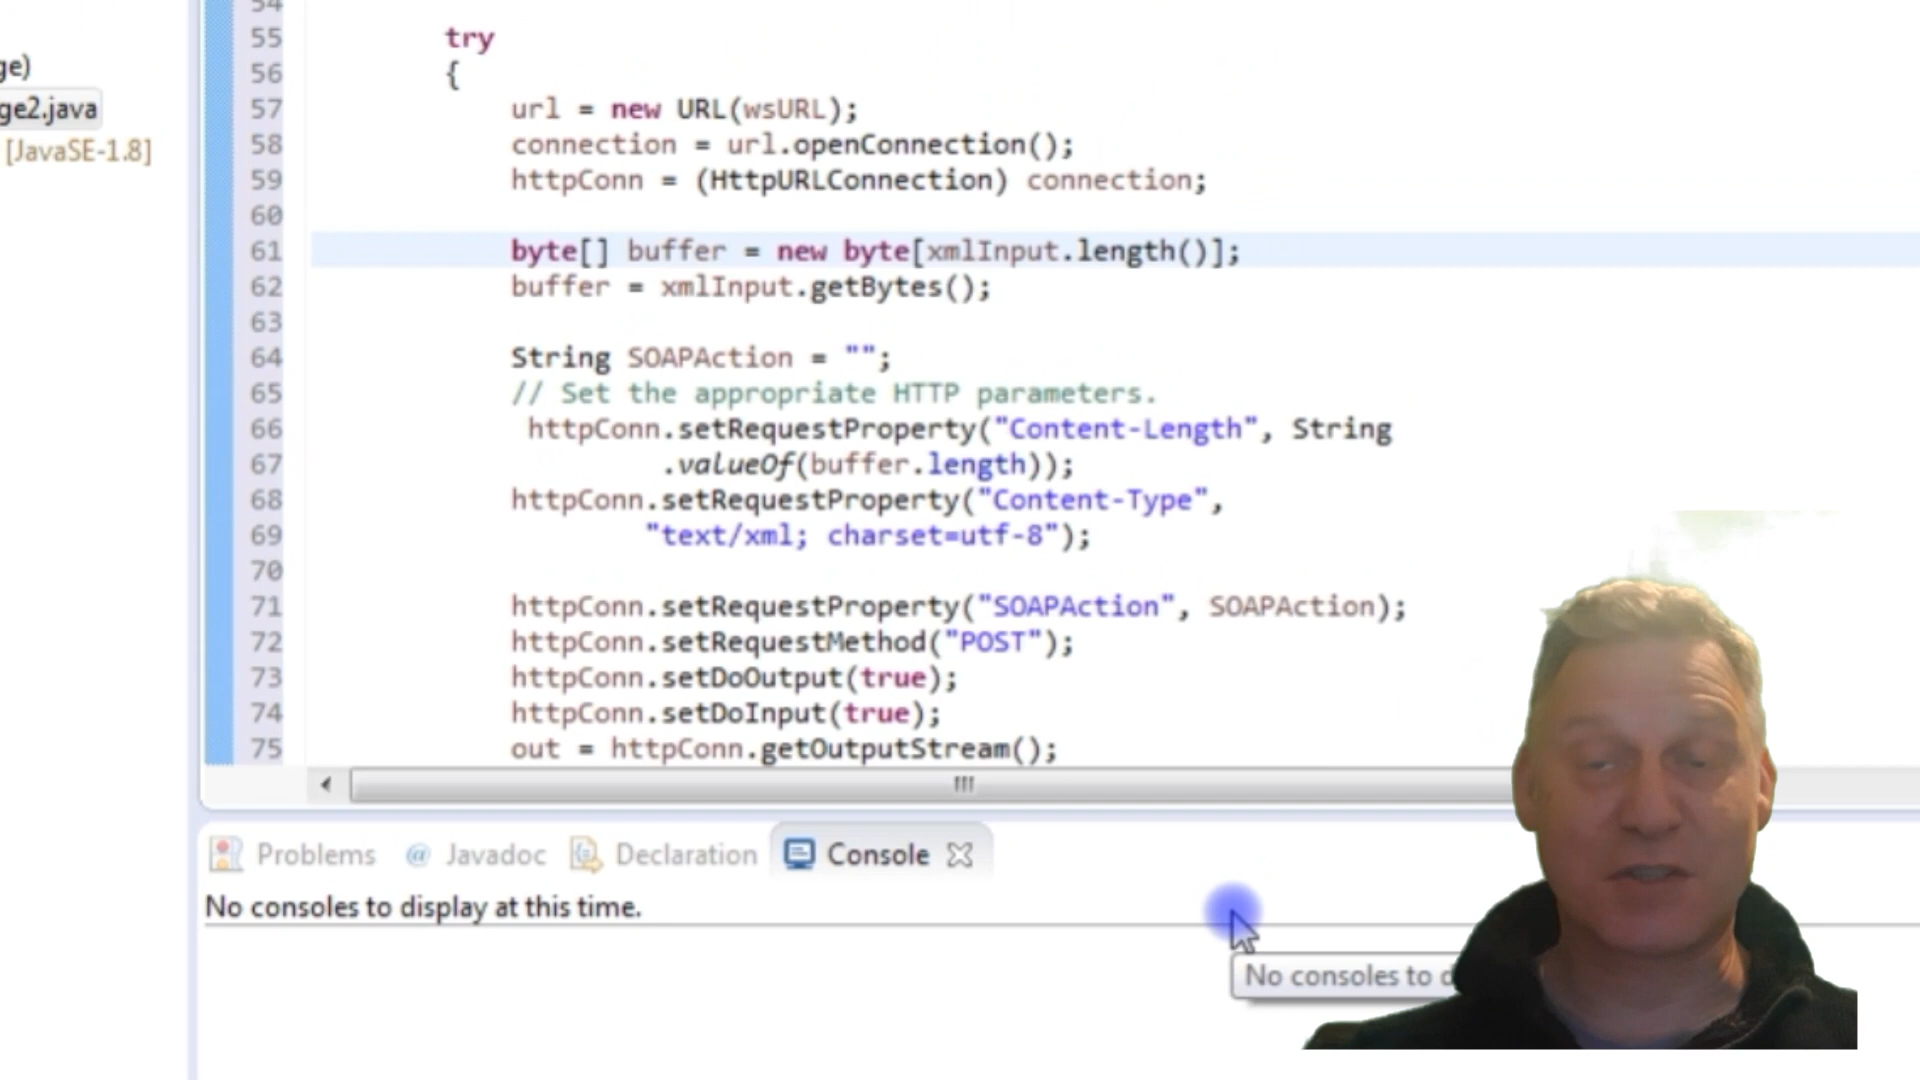 54
55 try
ge)
56 {
ge2.java
57 url = new URL(wsURL);
58 connection = url.openConnection();
[JavaSE-1.8]
59 httpConn = (HttpURLConnection) connection;
60
61 byte[] buffer = new byte[xmlInput.length()];
62 buffer = xmlInput.getBytes();
63
64 String SOAPAction = "";
65 // Set the appropriate HTTP parameters.
66 httpConn.setRequestProperty("Content-Length", String
67 .valueOf(buffer.length));
68 httpConn.setRequestProperty("Content-Type",
69 "text/xml; charset=utf-8");
70
71 httpConn.setRequestProperty("SOAPAction", SOAPAction);
72 httpConn.setRequestMethod("POST");
73 httpConn.setDoOutput(true);
74 httpConn.setDoInput(true);
75 out = httpConn.getOutputStream();
Problems @ Javadoc Declaration Console
No consoles to display at this time.
No consoles to